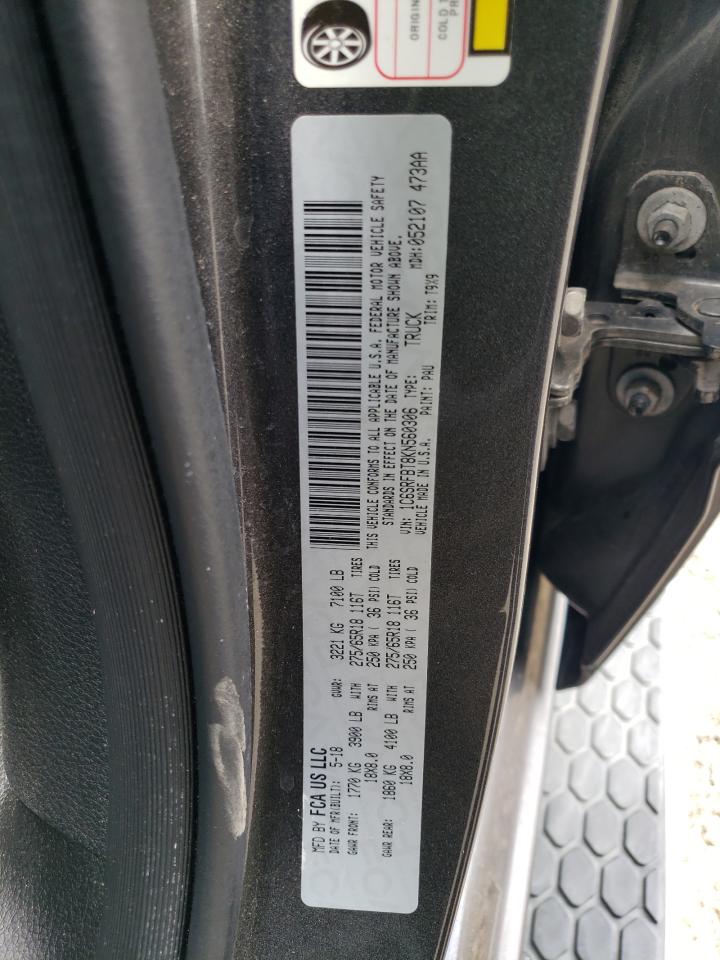 ORIGIN
COLD T
PR
MFD BY FCA US LLC
DATE OF MFR(BUILT): 5-18 GVWR: 3221 KG 7100 LB
GAWR FRONT: 1770 KG 3900 LB WITH 275/65R18 116T TIRES
18X8.0 RIMS AT 250 KPA ( 36 PSI) COLD
GAWR REAR: 1860 KG 4100 LB WITH 275/65R18 116T TIRES
18X8.0 RIMS AT 250 KPA ( 36 PSI) COLD
THIS VEHICLE CONFORMS TO ALL APPLICABLE U.S.A. FEDERAL MOTOR VEHICLE SAFETY
STANDARDS IN EFFECT ON THE DATE OF MANUFACTURE SHOWN ABOVE.
VIN: 1C6SRFBT8KN560306 TYPE: TRUCK MDH:052107 473AA
VEHICLE MADE IN U.S.A. PAINT: PAU TRIM: T9X9